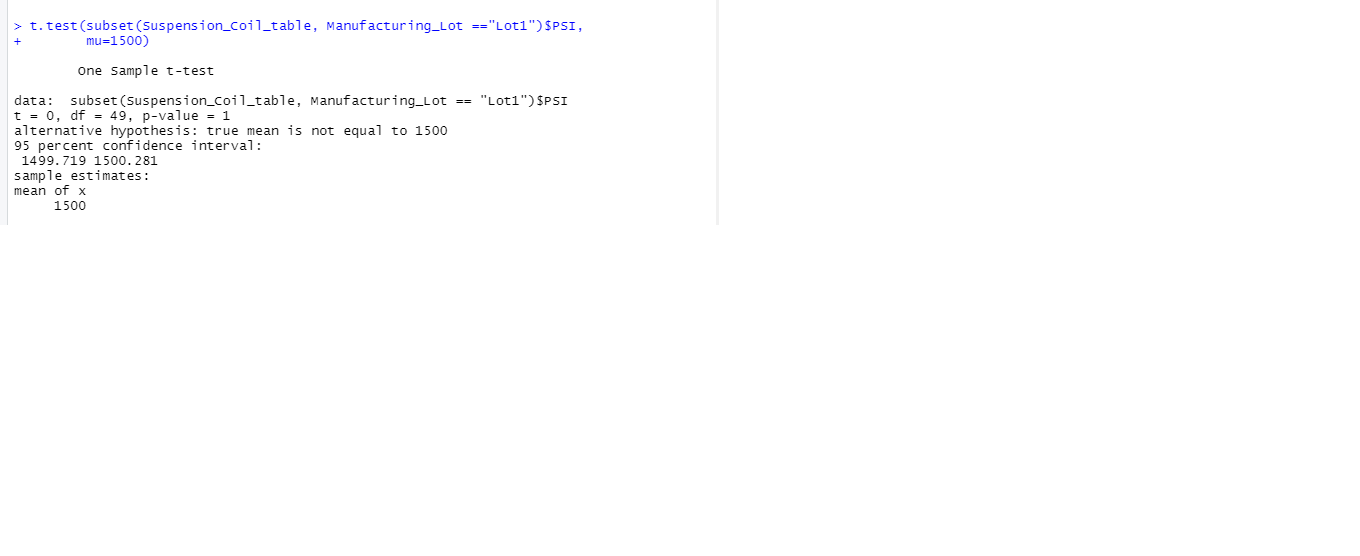 > t.test(subset(Suspension_Coil_table, Manufacturing_Lot =="Lot1")$PSI,
+        mu=1500)
One Sample t-test
data:  subset(Suspension_Coil_table, Manufacturing_Lot == "Lot1")$PSI
t = 0, df = 49, p-value = 1
alternative hypothesis: true mean is not equal to 1500
95 percent confidence interval:
 1499.719 1500.281
sample estimates:
mean of x
     1500